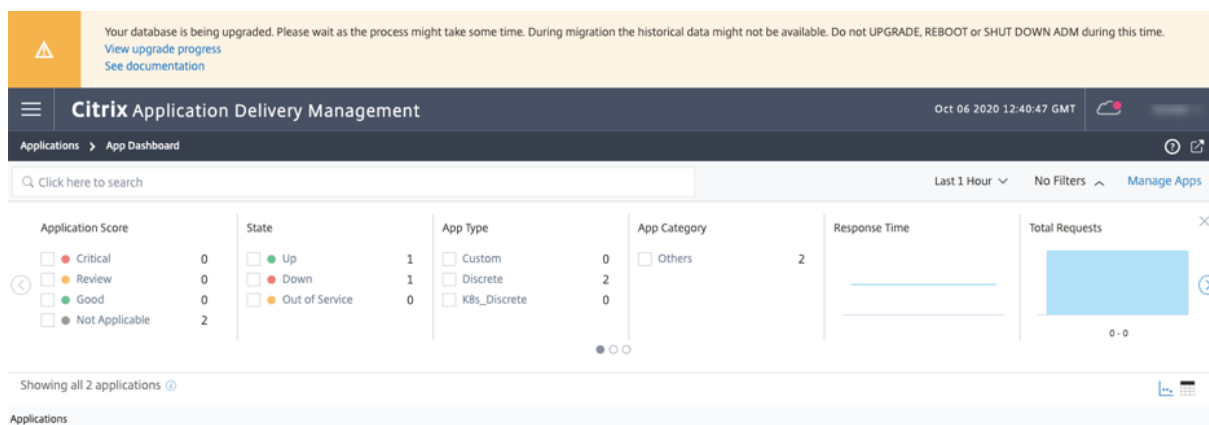 Your database is being upgraded. Please wait as the process might take some time. During migration the historical data might not be available. Do not UPGRADE, REBOOT or SHUT DOWN ADM during this time.
View upgrade progress
See documentation
Citrix Application Delivery Management
Oct 06 2020 12:40:47 GMT
Applications > App Dashboard
Click here to search
Last 1 Hour
No Filters
Manage Apps
Application Score
Critical 0
Review 0
Good 0
Not Applicable 2
State
Up 1
Down 1
Out of Service 0
App Type
Custom 0
Discrete 2
K8s_Discrete 0
App Category
Others 2
Response Time
Total Requests
0 - 0
Showing all 2 applications
Applications